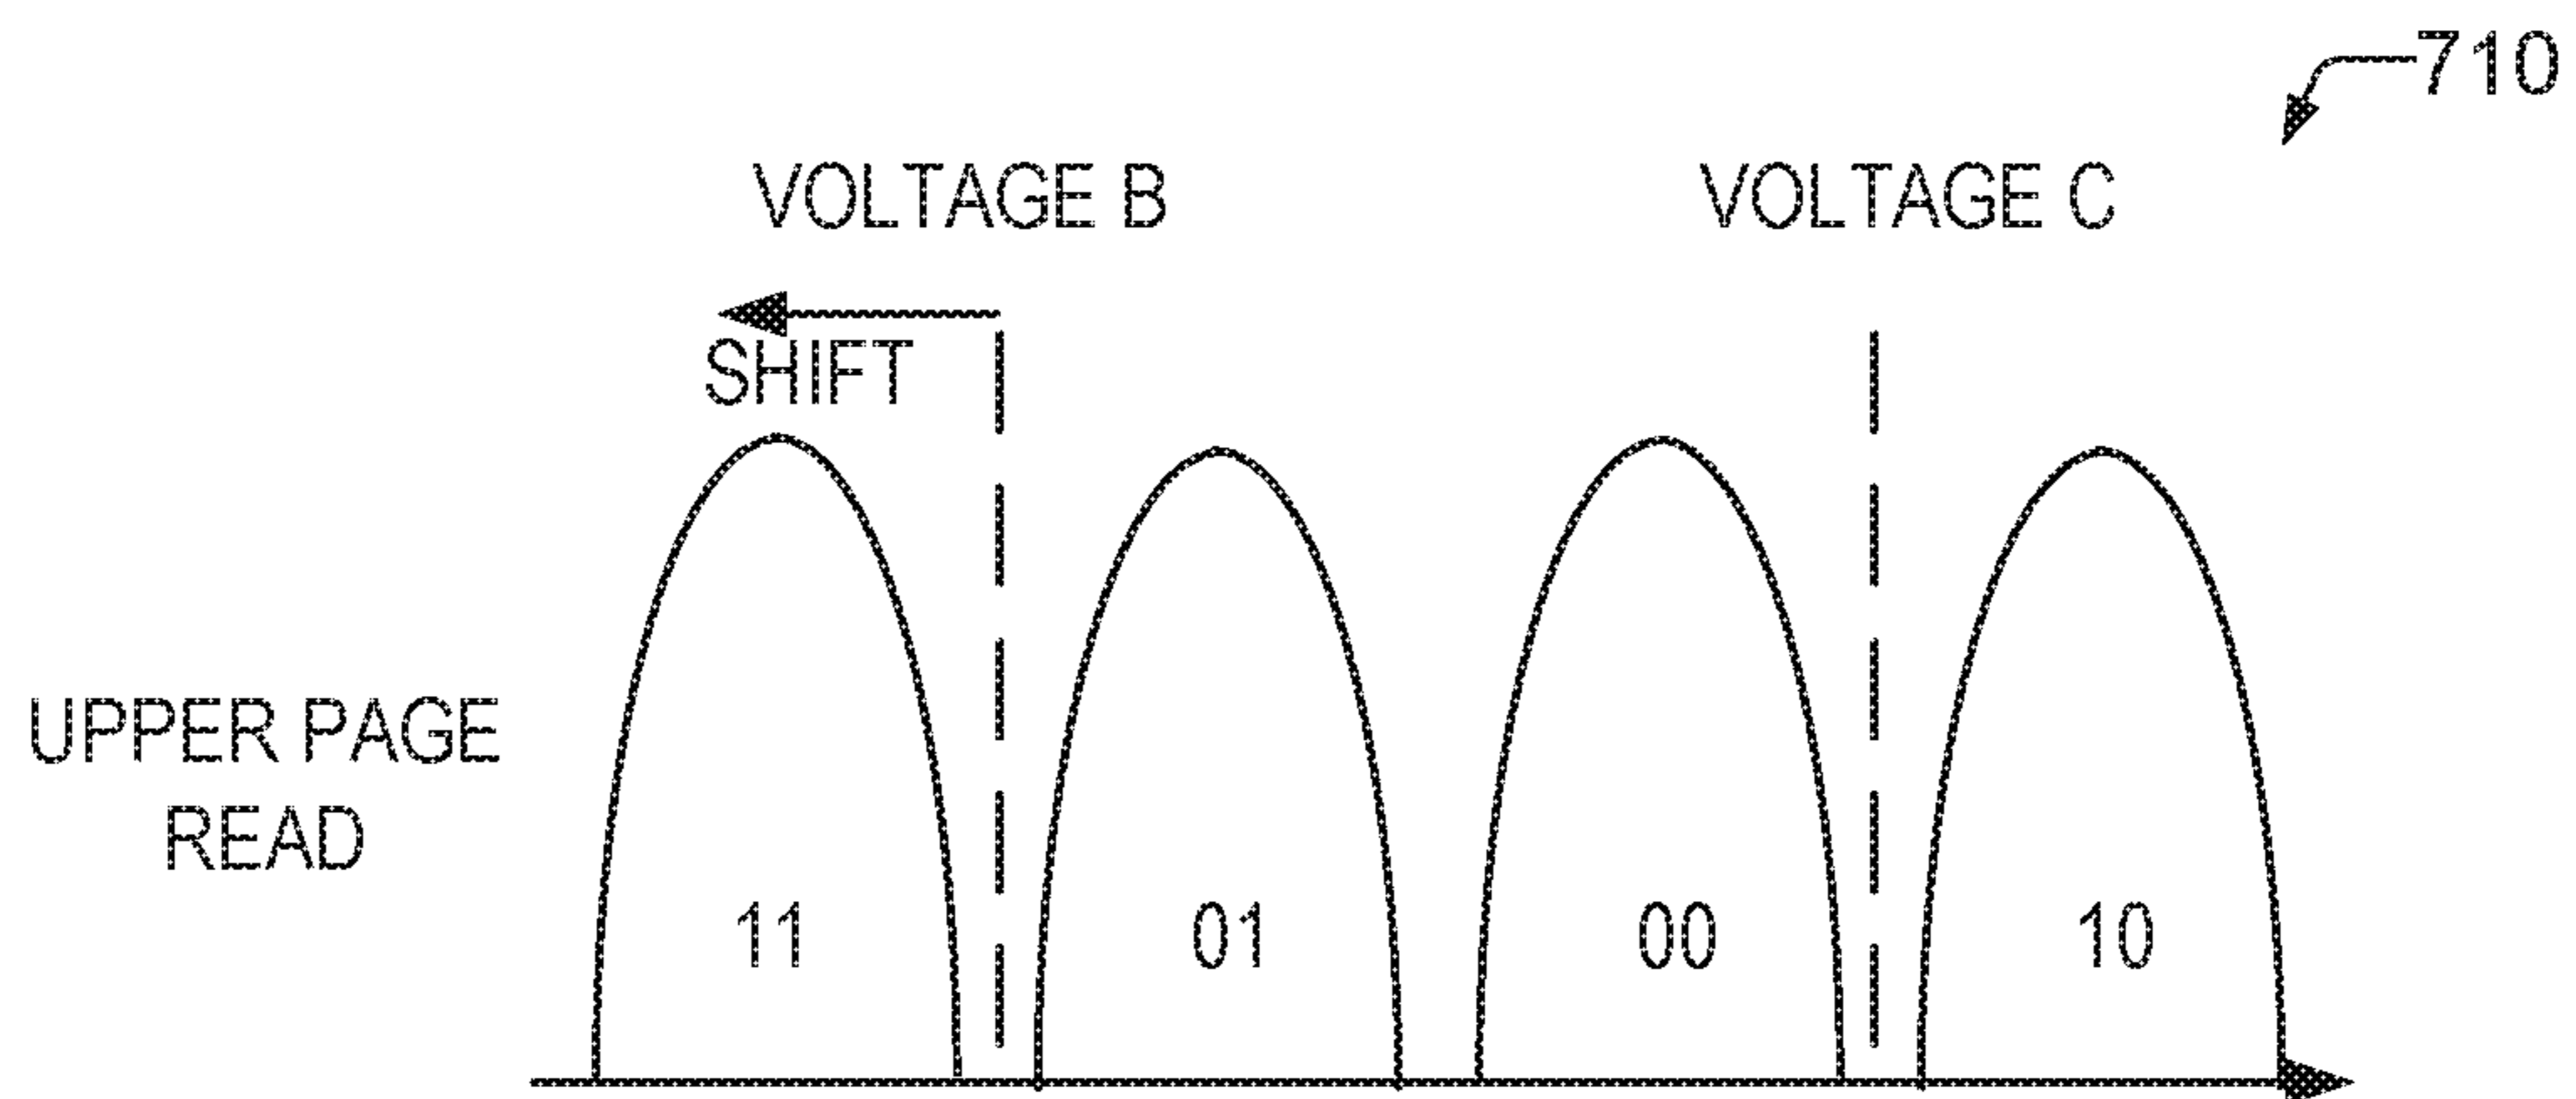 710
VOLTAGE B
VOLTAGE C
SHIFT
UPPER PAGE
READ
11
01
00
10